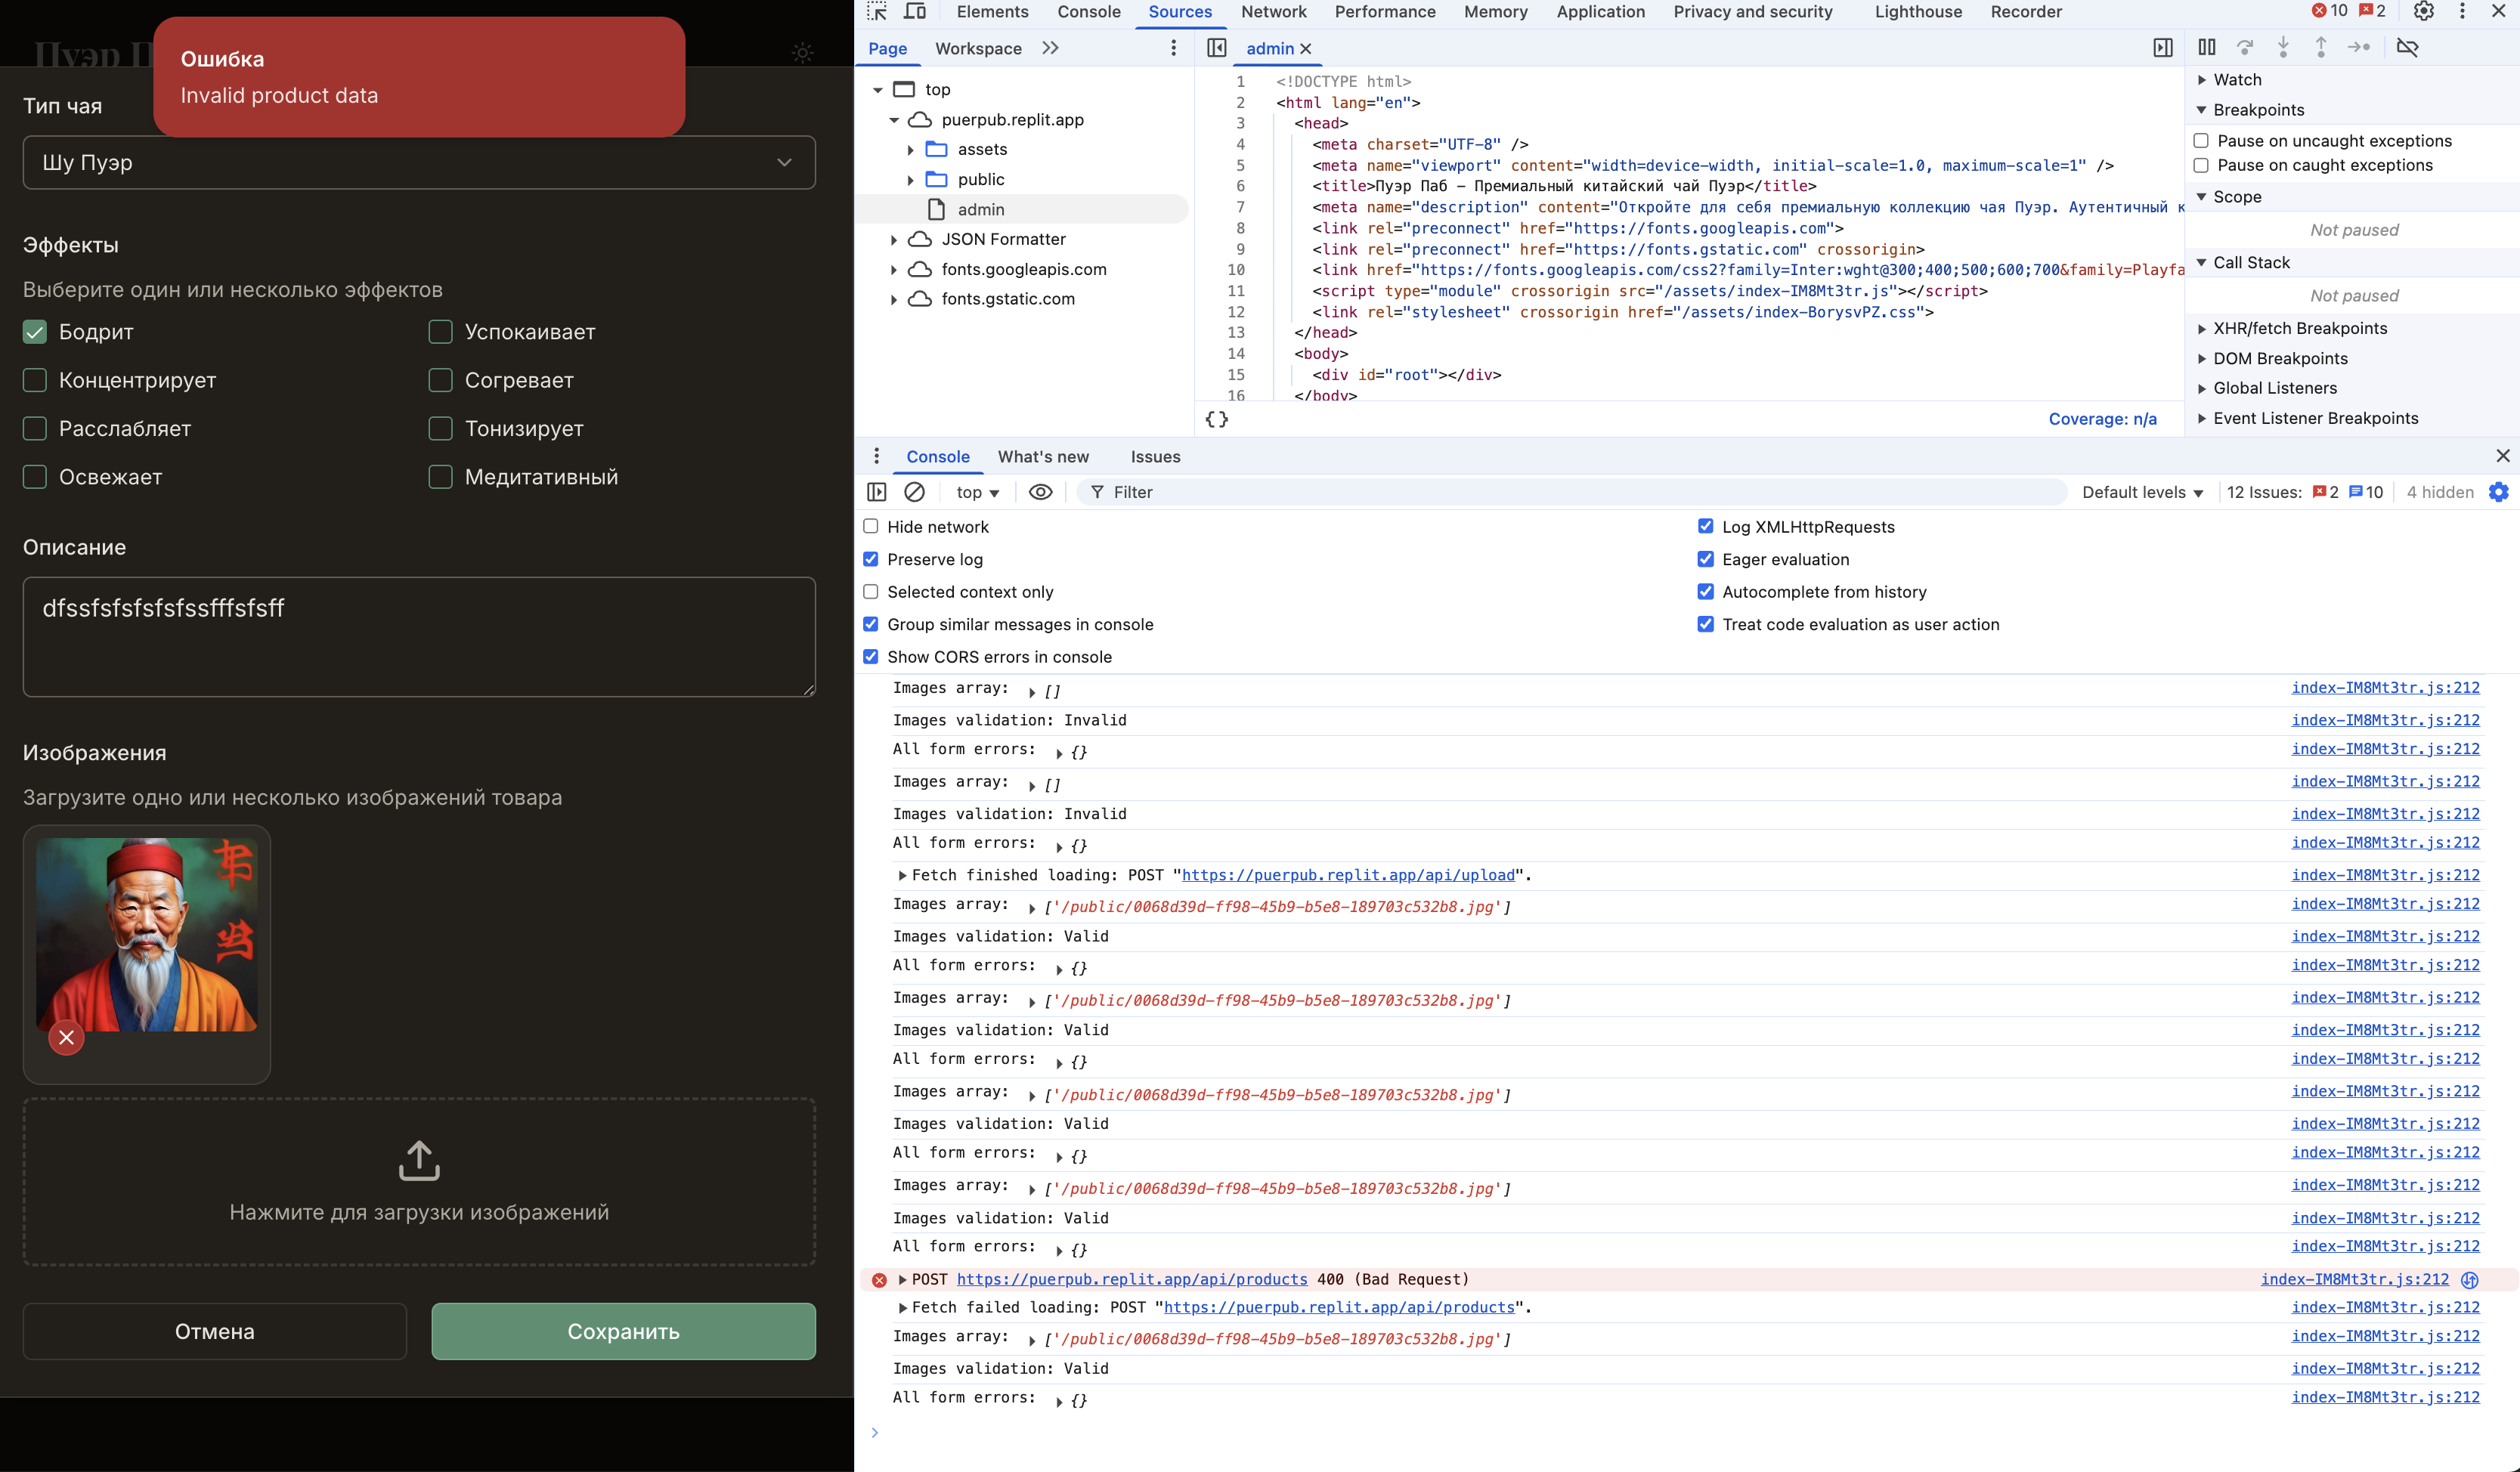 Пуэр П
Ошибка
Invalid product data
Тип чая
Шу Пуэр
Эффекты
Выберите один или несколько эффектов
Бодрит
Успокаивает
Концентрирует
Согревает
Расслабляет
Тонизирует
Освежает
Медитативный
Описание
dfssfsfsfsfsfssfffsfsff
Изображения
Загрузите одно или несколько изображений товара
Нажмите для загрузки изображений
Отмена
Сохранить
Elements Console Sources Network Performance Memory Application Privacy and security Lighthouse Recorder 10 2
Page Workspace
admin
top
puerpub.replit.app
assets
public
admin
JSON Formatter
fonts.googleapis.com
fonts.gstatic.com
1 <!DOCTYPE html>
2 <html lang="en">
3 <head>
4 <meta charset="UTF-8" />
5 <meta name="viewport" content="width=device-width, initial-scale=1.0, maximum-scale=1" />
6 <title>Пуэр Паб – Премиальный китайский чай Пуэр</title>
7 <meta name="description" content="Откройте для себя премиальную коллекцию чая Пуэр. Аутентичный к
8 <link rel="preconnect" href="https://fonts.googleapis.com">
9 <link rel="preconnect" href="https://fonts.gstatic.com" crossorigin>
10 <link href="https://fonts.googleapis.com/css2?family=Inter:wght@300;400;500;600;700&family=Playfa
11 <script type="module" crossorigin src="/assets/index-IM8Mt3tr.js"></script>
12 <link rel="stylesheet" crossorigin href="/assets/index-BorysvPZ.css">
13 </head>
14 <body>
15 <div id="root"></div>
16 </body>
{} Coverage: n/a
Watch
Breakpoints
Pause on uncaught exceptions
Pause on caught exceptions
Scope
Not paused
Call Stack
Not paused
XHR/fetch Breakpoints
DOM Breakpoints
Global Listeners
Event Listener Breakpoints
Console What's new Issues
top Filter Default levels 12 Issues: 2 10 4 hidden
Hide network
Log XMLHttpRequests
Preserve log
Eager evaluation
Selected context only
Autocomplete from history
Group similar messages in console
Treat code evaluation as user action
Show CORS errors in console
Images array: [] index-IM8Mt3tr.js:212
Images validation: Invalid index-IM8Mt3tr.js:212
All form errors: {} index-IM8Mt3tr.js:212
Images array: [] index-IM8Mt3tr.js:212
Images validation: Invalid index-IM8Mt3tr.js:212
All form errors: {} index-IM8Mt3tr.js:212
Fetch finished loading: POST "https://puerpub.replit.app/api/upload". index-IM8Mt3tr.js:212
Images array: ['/public/0068d39d-ff98-45b9-b5e8-189703c532b8.jpg'] index-IM8Mt3tr.js:212
Images validation: Valid index-IM8Mt3tr.js:212
All form errors: {} index-IM8Mt3tr.js:212
Images array: ['/public/0068d39d-ff98-45b9-b5e8-189703c532b8.jpg'] index-IM8Mt3tr.js:212
Images validation: Valid index-IM8Mt3tr.js:212
All form errors: {} index-IM8Mt3tr.js:212
Images array: ['/public/0068d39d-ff98-45b9-b5e8-189703c532b8.jpg'] index-IM8Mt3tr.js:212
Images validation: Valid index-IM8Mt3tr.js:212
All form errors: {} index-IM8Mt3tr.js:212
Images array: ['/public/0068d39d-ff98-45b9-b5e8-189703c532b8.jpg'] index-IM8Mt3tr.js:212
Images validation: Valid index-IM8Mt3tr.js:212
All form errors: {} index-IM8Mt3tr.js:212
POST https://puerpub.replit.app/api/products 400 (Bad Request) index-IM8Mt3tr.js:212
Fetch failed loading: POST "https://puerpub.replit.app/api/products". index-IM8Mt3tr.js:212
Images array: ['/public/0068d39d-ff98-45b9-b5e8-189703c532b8.jpg'] index-IM8Mt3tr.js:212
Images validation: Valid index-IM8Mt3tr.js:212
All form errors: {} index-IM8Mt3tr.js:212